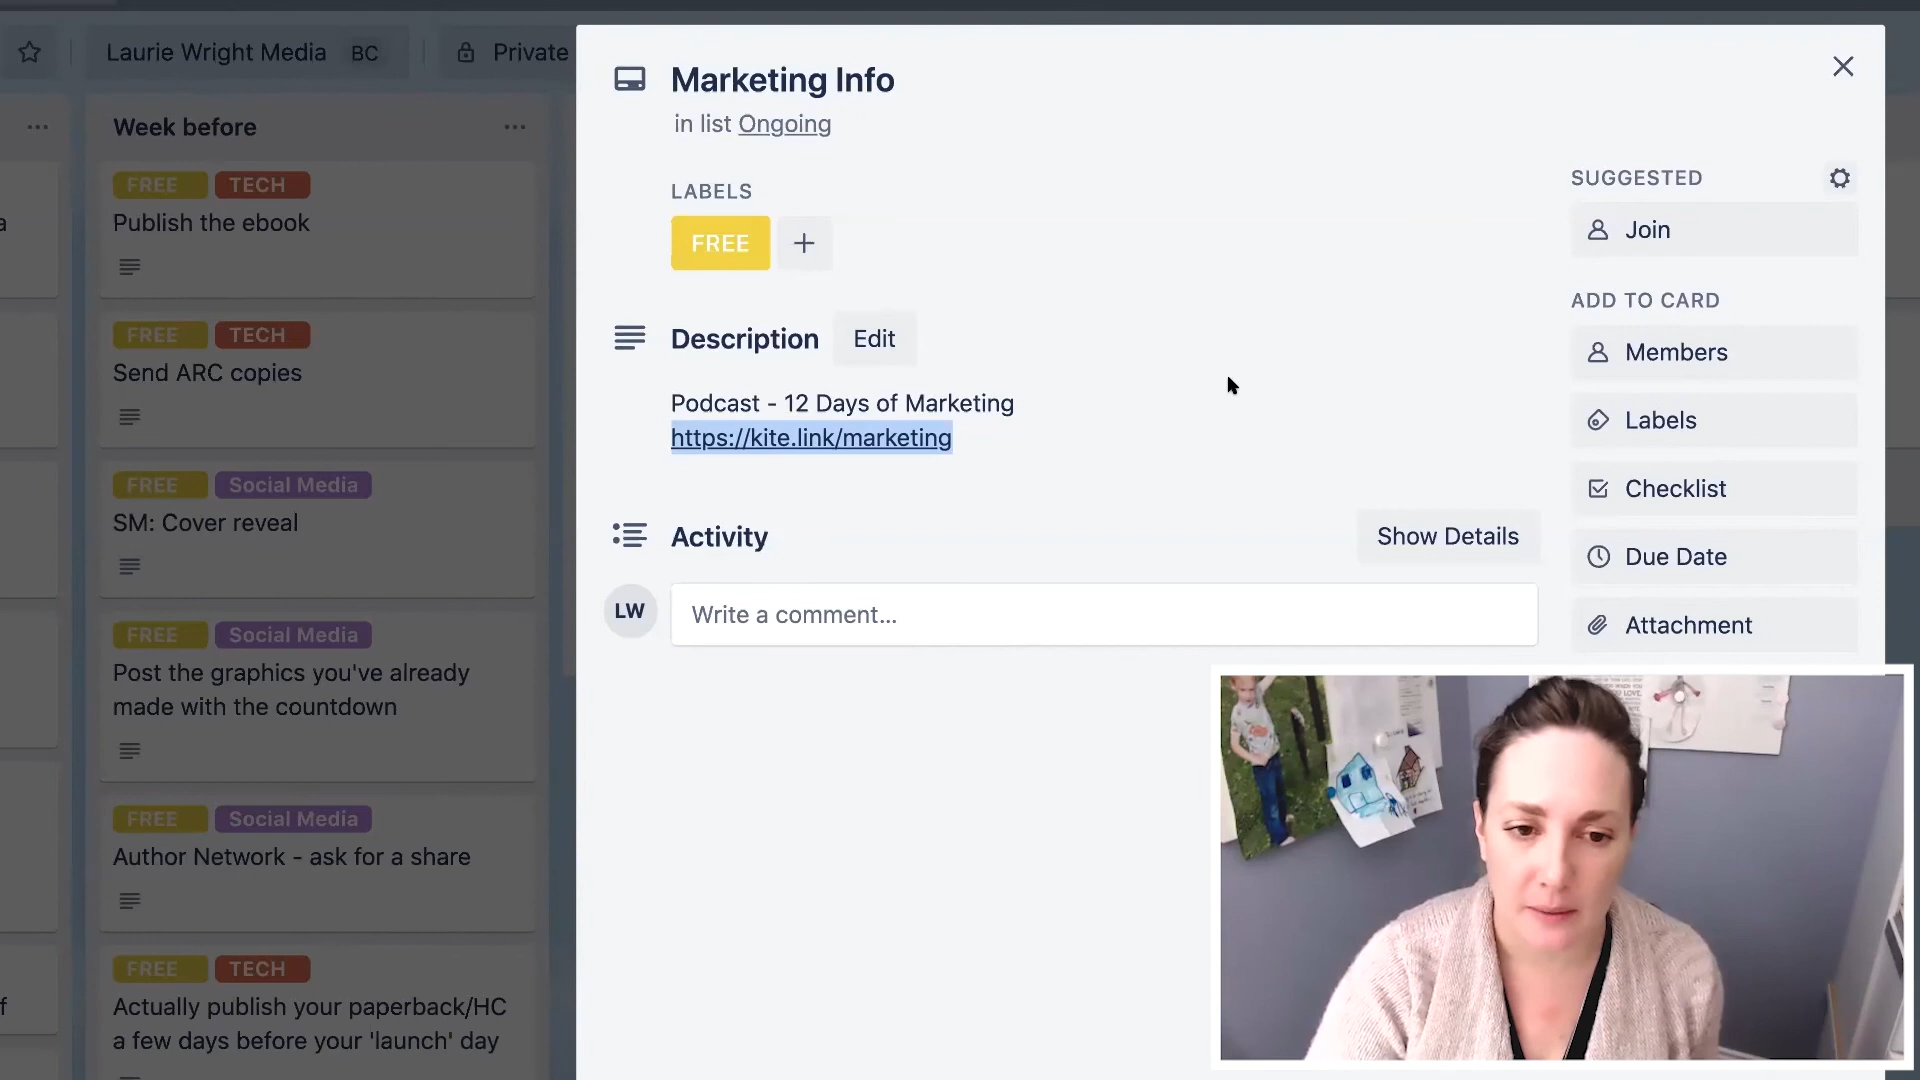 Laurie Wright Media BC
Private
Week before
FREE TECH
Publish the ebook
FREE TECH
Send ARC copies
FREE Social Media
SM: Cover reveal
FREE Social Media
Post the graphics you've already
made with the countdown
FREE Social Media
Author Network - ask for a share
FREE TECH
Actually publish your paperback/HC
a few days before your 'launch' day
a
f
Marketing Info
in list Ongoing
LABELS
FREE
Description Edit
Podcast - 12 Days of Marketing
https://kite.link/marketing
Activity
Show Details
LW
Write a comment...
SUGGESTED
Join
ADD TO CARD
Members
Labels
Checklist
Due Date
Attachment